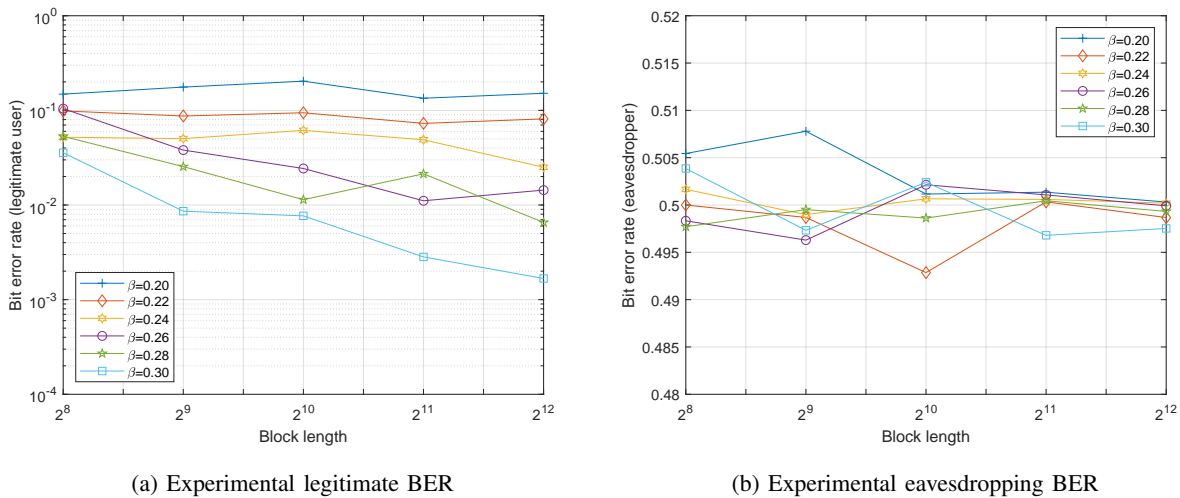 10^0
10^-1
10^-2
10^-3
10^-4
Bit error rate (legitimate user)
β=0.20
β=0.22
β=0.24
β=0.26
β=0.28
β=0.30
2^8
2^9
2^10
2^11
2^12
Block length
(a) Experimental legitimate BER
0.52
0.515
0.51
0.505
0.5
0.495
0.49
0.485
0.48
Bit error rate (eavesdropper)
β=0.20
β=0.22
β=0.24
β=0.26
β=0.28
β=0.30
2^8
2^9
2^10
2^11
2^12
Block length
(b) Experimental eavesdropping BER